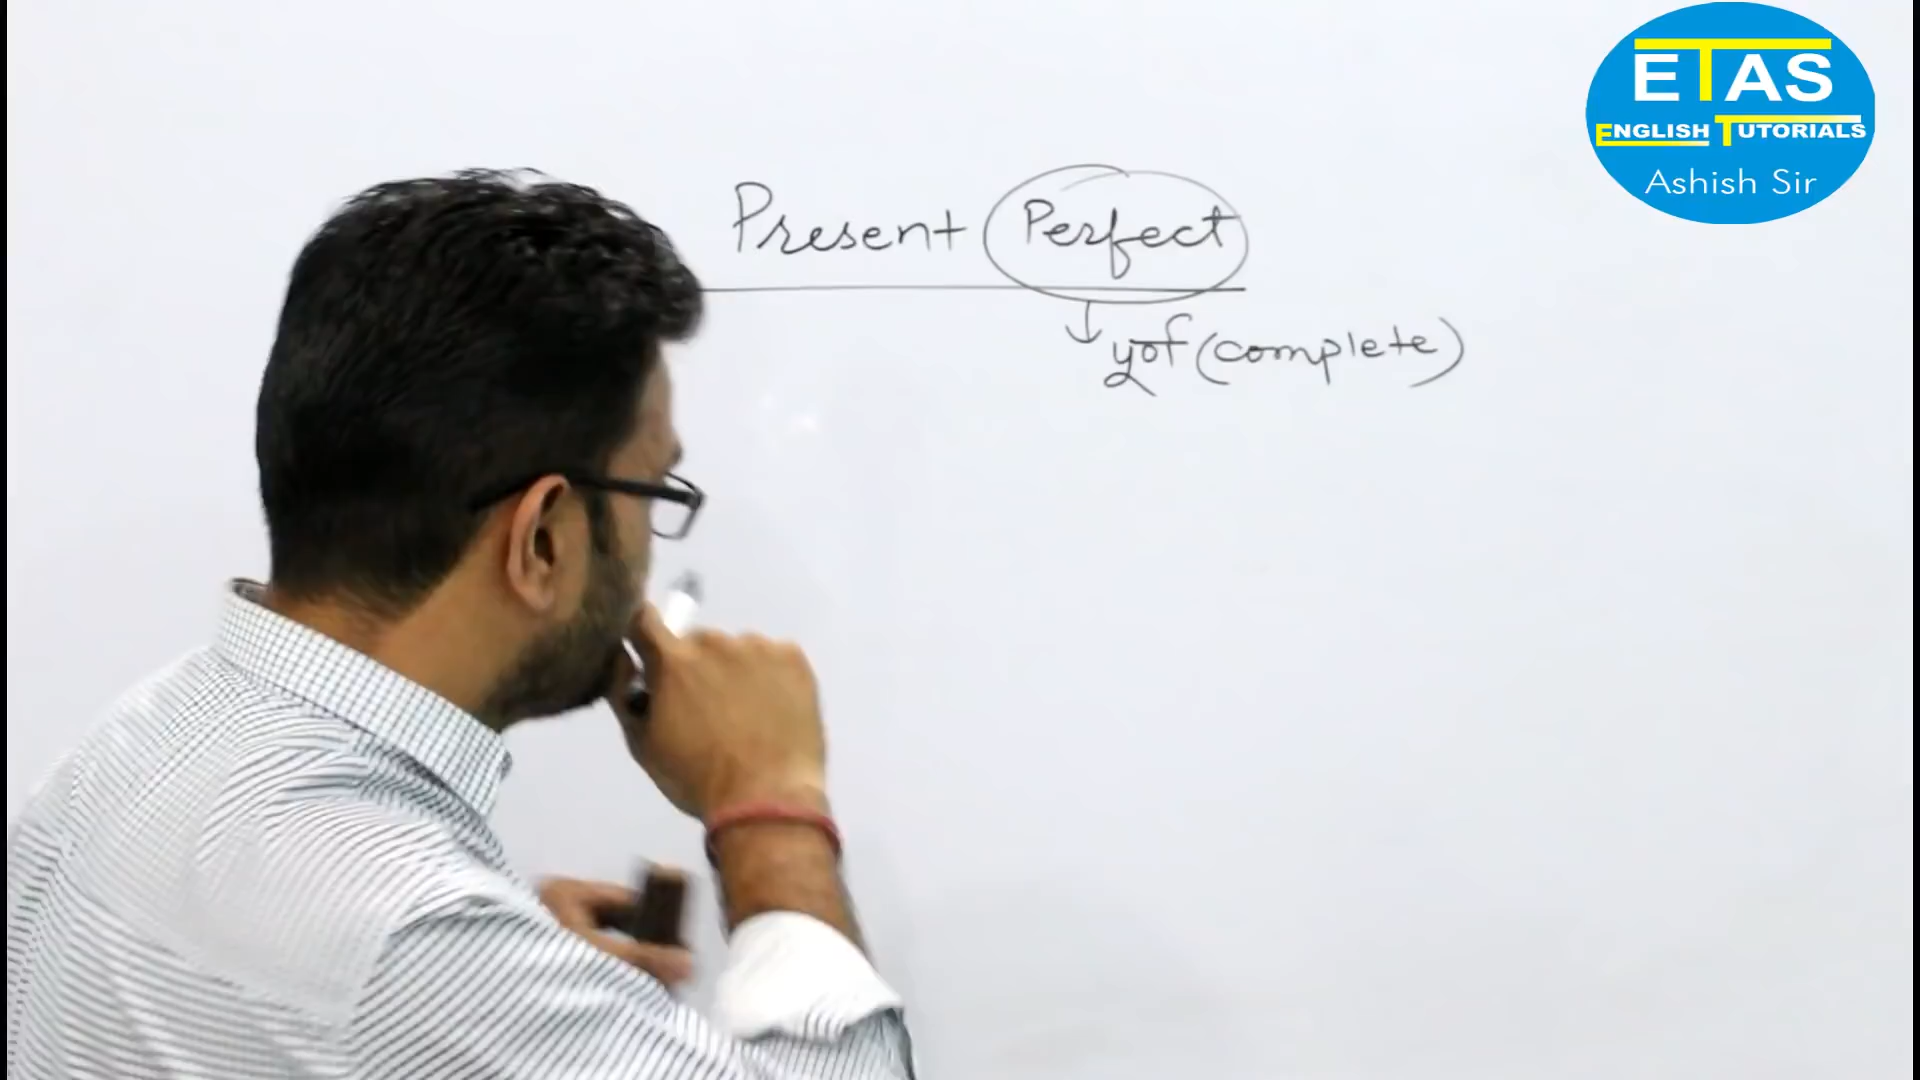 ETAS
ENGLISH TUTORIALS
Ashish Sir
Present Perfect
↓ पूर्ण (complete)